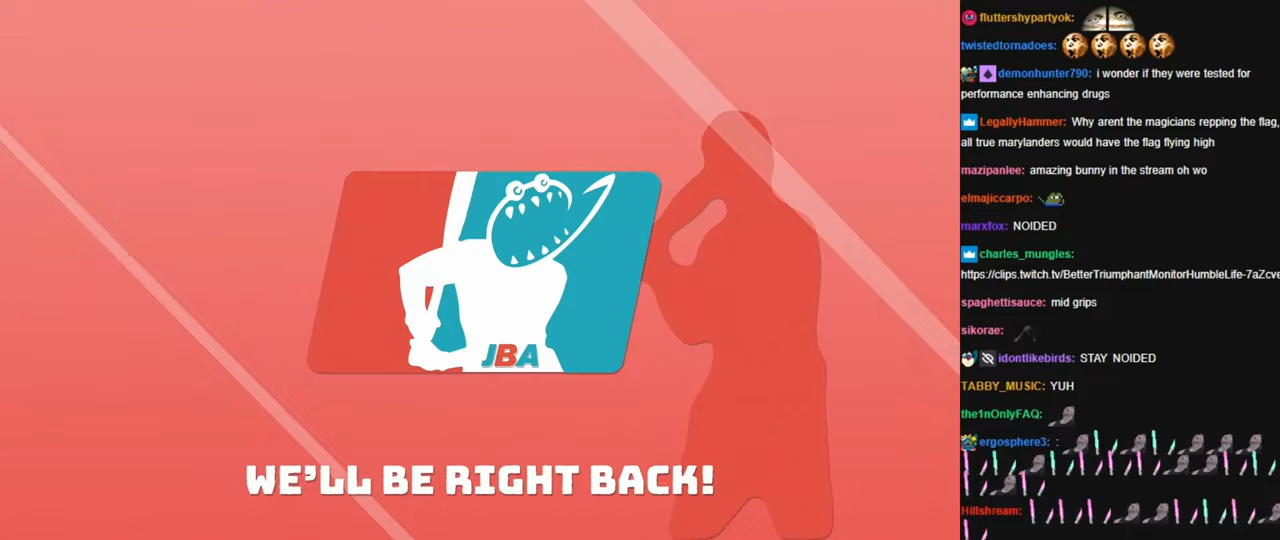 JBA
WE'LL BE RIGHT BACK!
fluttershypartyok:
twistedtornadoes:
demonhunter790: i wonder if they were tested for
performance enhancing drugs
LegallyHammer: Why arent the magicians repping the flag,
all true marylanders would have the flag flying high
mazipanlee: amazing bunny in the stream oh wo
elmajiccarpo:
marxfox: NOIDED
charles_mungles:
https://clips.twitch.tv/BetterTriumphantMonitorHumbleLife-7aZcve
spaghettisauce: mid grips
sikorae:
idontlikebirds: STAY NOIDED
TABBY_MUSIC: YUH
the1nOnlyFAQ:
ergosphere3: :
Hillshream: